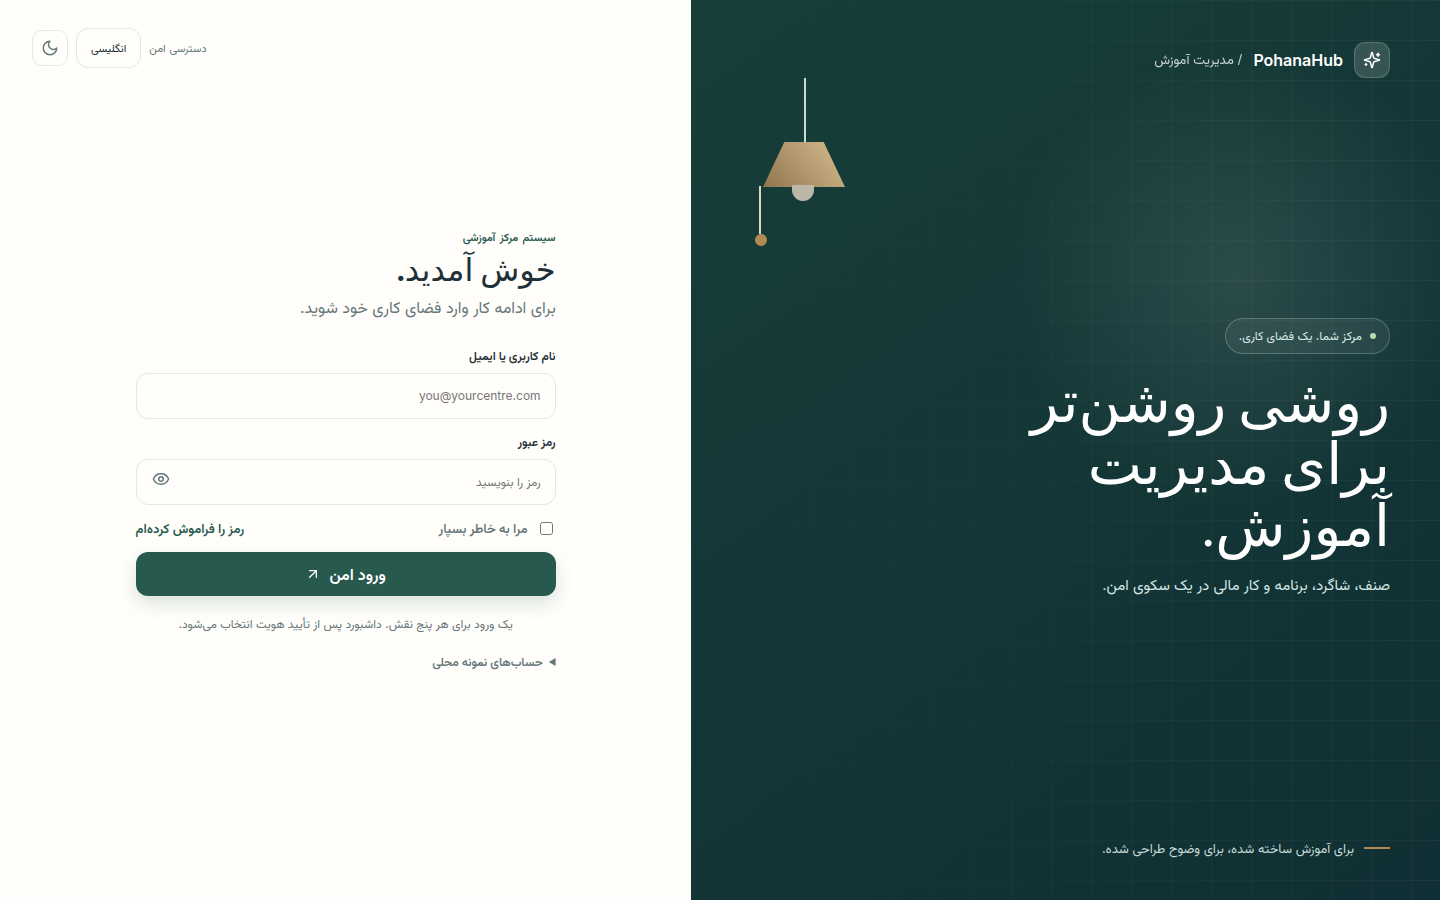 PohanaHub / مدیریت آموزش
مرکز شما. یک فضای کاری.
روشی روشن‌تر
برای مدیریت
آموزش.
صنف، شاگرد، برنامه و کار مالی در یک سکوی امن.
برای آموزش ساخته شده، برای وضوح طراحی شده.
دسترسی امن
انگلیسی
سیستم مرکز آموزشی
خوش آمدید.
برای ادامه کار وارد فضای کاری خود شوید.
نام کاربری یا ایمیل
you@yourcentre.com
رمز عبور
رمز را بنویسید
مرا به خاطر بسپار
رمز را فراموش کرده‌ام
ورود امن
یک ورود برای هر پنج نقش. داشبورد پس از تأیید هویت انتخاب می‌شود.
حساب‌های نمونه محلی